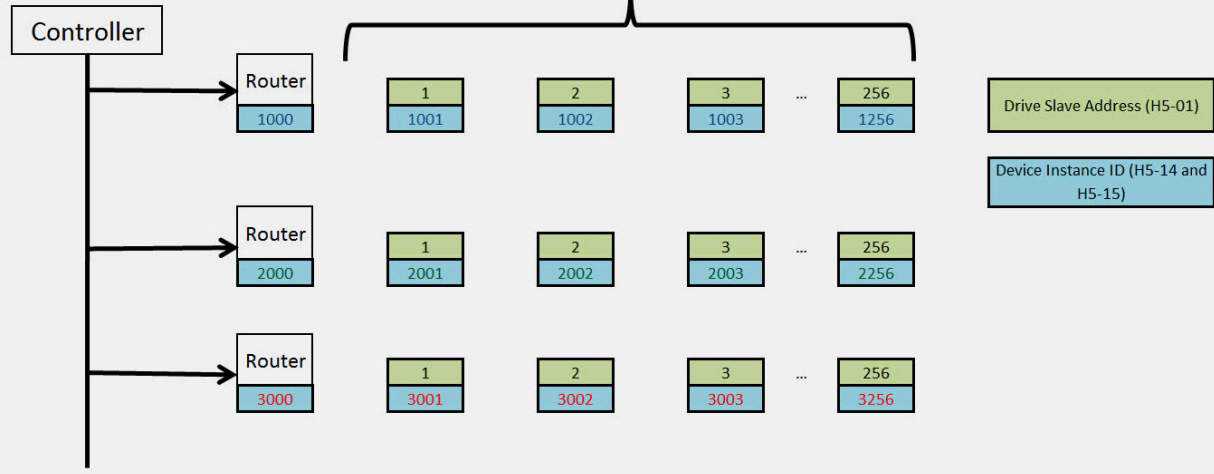 Controller
Router
1 2 3 ... 256
1000 1001 1002 1003 1256
Drive Slave Address (H5-01)
Device Instance ID (H5-14 and
H5-15)
Router
1 2 3 ... 256
2000 2001 2002 2003 2256
Router
1 2 3 ... 256
3000 3001 3002 3003 3256